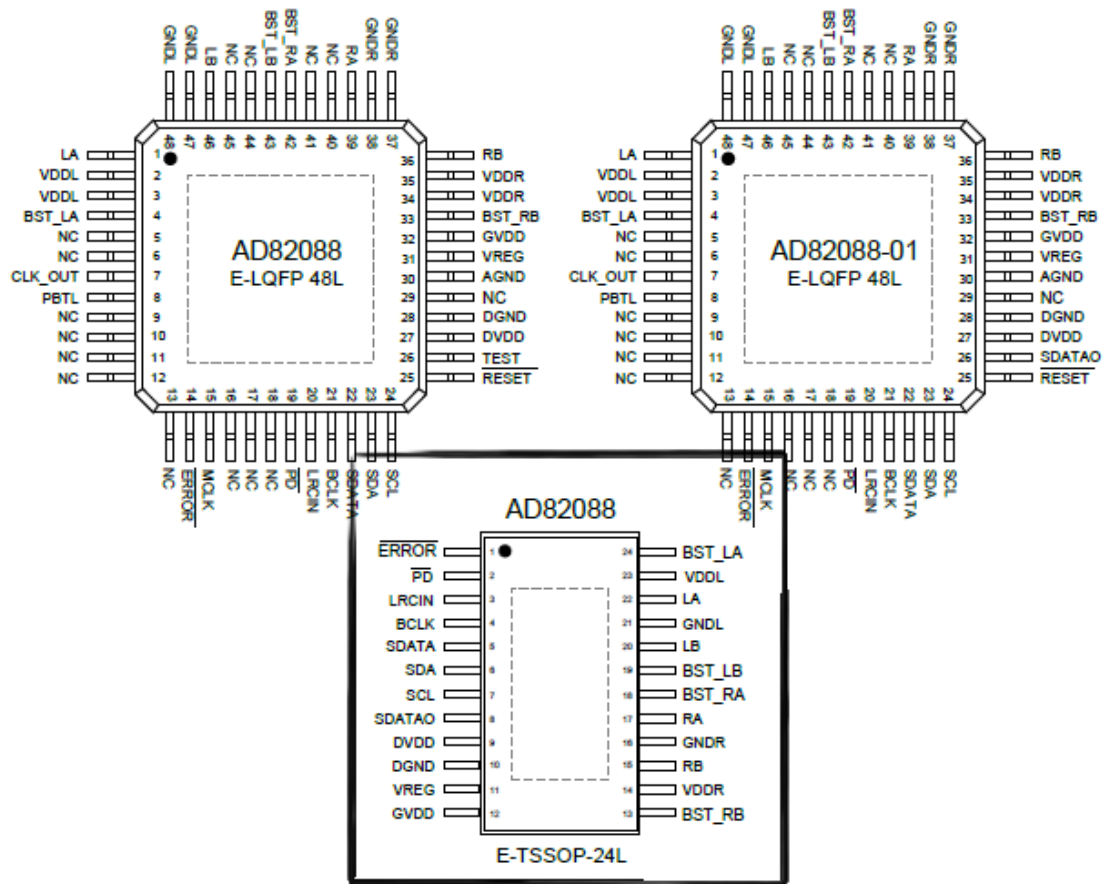 GNDL GNDL LB NC NC BST_LB BST_RA NC NC RA GNDR GNDR
48 47 46 45 44 43 42 41 40 39 38 37
LA 1 36 RB
VDDL 2 35 VDDR
VDDL 3 34 VDDR
BST_LA 4 33 BST_RB
NC 5 32 GVDD
NC 6 31 VREG
CLK_OUT 7 30 AGND
PBTL 8 29 NC
NC 9 28 DGND
NC 10 27 DVDD
NC 11 26 TEST
NC 12 25 RESET
AD82088
E-LQFP 48L
13 14 15 16 17 18 19 20 21 22 23 24
NC ERROR MCLK NC NC NC PD LRCIN BCLK SDATA SDA SCL
GNDL GNDL LB NC NC BST_LB BST_RA NC NC RA GNDR GNDR
48 47 46 45 44 43 42 41 40 39 38 37
LA 1 36 RB
VDDL 2 35 VDDR
VDDL 3 34 VDDR
BST_LA 4 33 BST_RB
NC 5 32 GVDD
NC 6 31 VREG
CLK_OUT 7 30 AGND
PBTL 8 29 NC
NC 9 28 DGND
NC 10 27 DVDD
NC 11 26 SDATAO
NC 12 25 RESET
AD82088-01
E-LQFP 48L
13 14 15 16 17 18 19 20 21 22 23 24
NC ERROR MCLK NC NC NC PD LRCIN BCLK SDATA SDA SCL
AD82088
ERROR 1 24 BST_LA
PD 2 23 VDDL
LRCIN 3 22 LA
BCLK 4 21 GNDL
SDATA 5 20 LB
SDA 6 19 BST_LB
SCL 7 18 BST_RA
SDATAO 8 17 RA
DVDD 9 16 GNDR
DGND 10 15 RB
VREG 11 14 VDDR
GVDD 12 13 BST_RB
E-TSSOP-24L